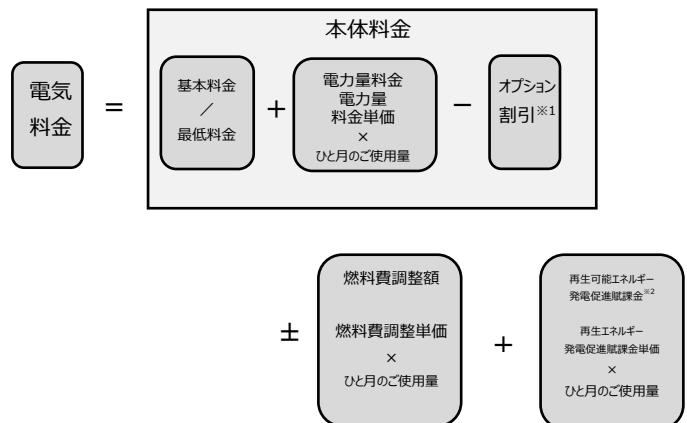 本体料金
電気
料金
=
基本料金
／
最低料金
+
電力量料金
電力量
料金単価
×
ひと月のご使用量
−
オプション
割引※1
±
燃料費調整額
燃料費調整単価
×
ひと月のご使用量
+
再生可能エネルギー
発電促進賦課金※2
再生エネルギー
発電促進賦課金単価
×
ひと月のご使用量